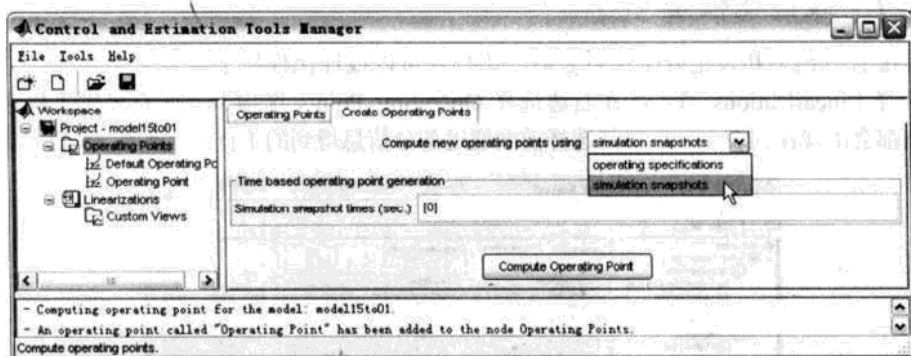 Control and Estimation Tools Manager
File Tools Help
Workspace
Project - model15to01
Operating Points
Default Operating Po
Operating Point
Linearizations
Custom Views
Operating Points Create Operating Points
Compute new operating points using simulation snapshots
operating specifications
simulation snapshots
Time based operating point generation
Simulation snapshot times (sec.) [0]
Compute Operating Point
- Computing operating point for the model: model15to01.
- An operating point called "Operating Point" has been added to the node Operating Points.
Compute operating points.